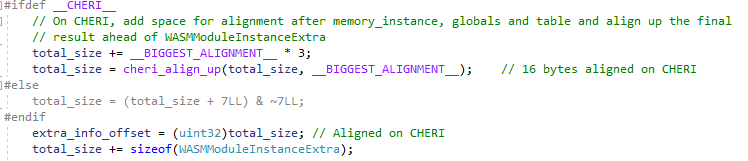 #ifdef __CHERI__
// On CHERI, add space for alignment after memory_instance, globals and table and align up the final
// result ahead of WASMModuleInstanceExtra
total_size += __BIGGEST_ALIGNMENT__ * 3;
total_size = cheri_align_up(total_size, __BIGGEST_ALIGNMENT__);    // 16 bytes aligned on CHERI
#else
total_size = (total_size + 7LL) & ~7LL;
#endif
extra_info_offset = (uint32)total_size; // Aligned on CHERI
total_size += sizeof(WASMModuleInstanceExtra);